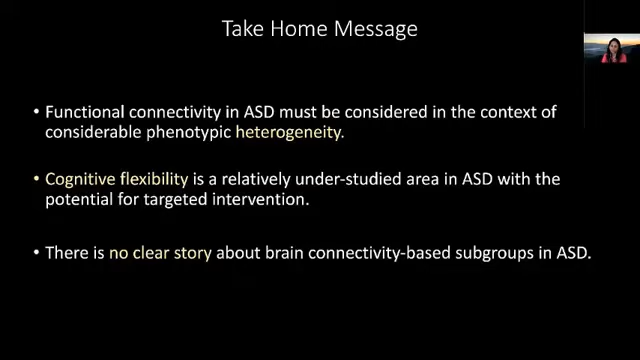 Take Home Message
• Functional connectivity in ASD must be considered in the context of
considerable phenotypic heterogeneity.
• Cognitive flexibility is a relatively under-studied area in ASD with the
potential for targeted intervention.
• There is no clear story about brain connectivity-based subgroups in ASD.